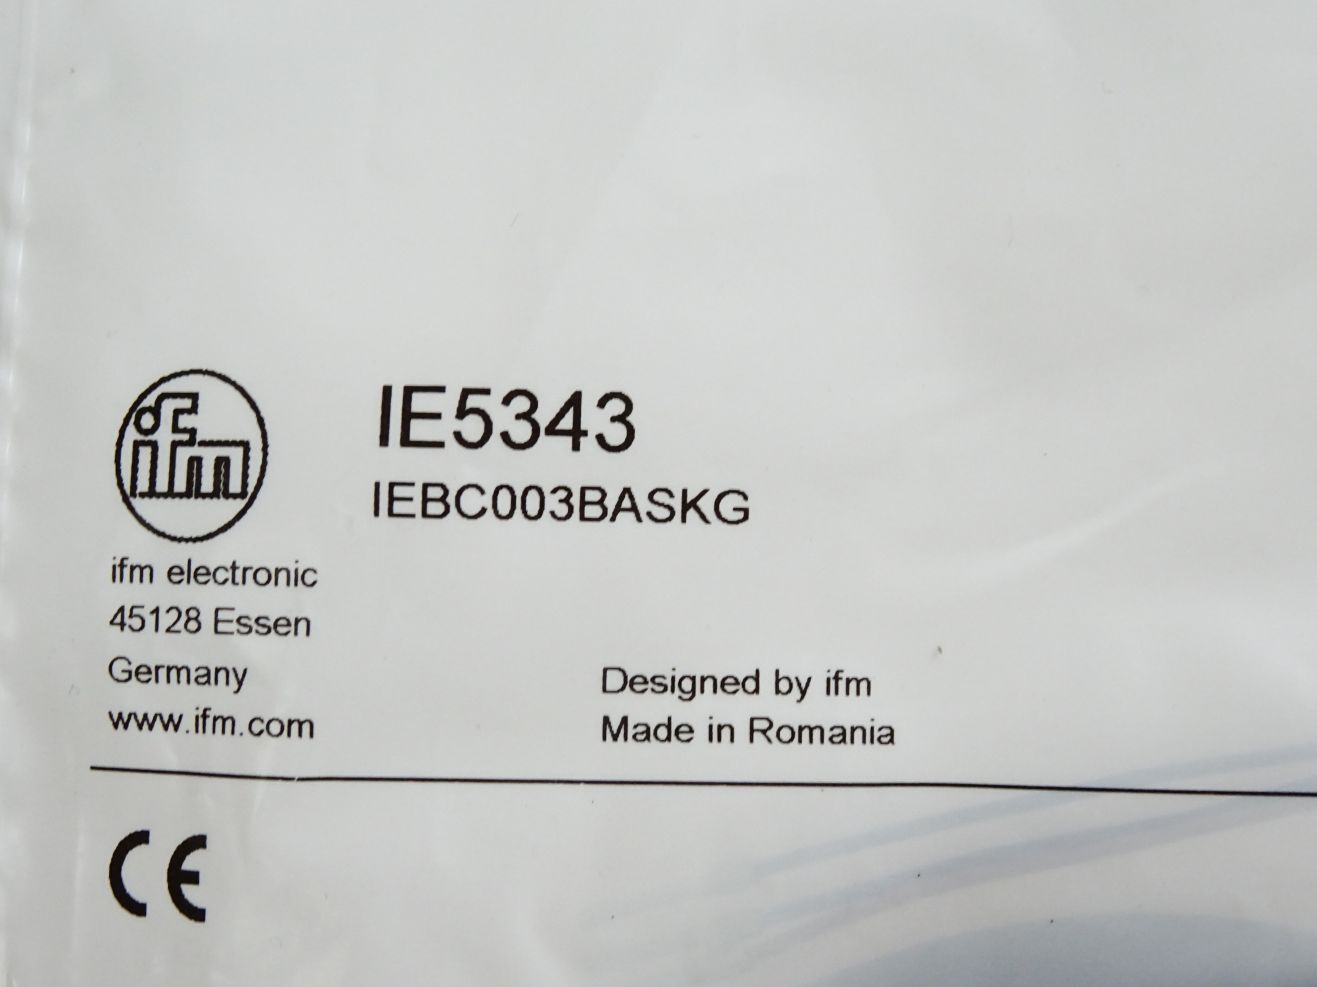 ifm
IE5343
IEBC003BASKG
ifm electronic
45128 Essen
Germany
www.ifm.com
Designed by ifm
Made in Romania
CE